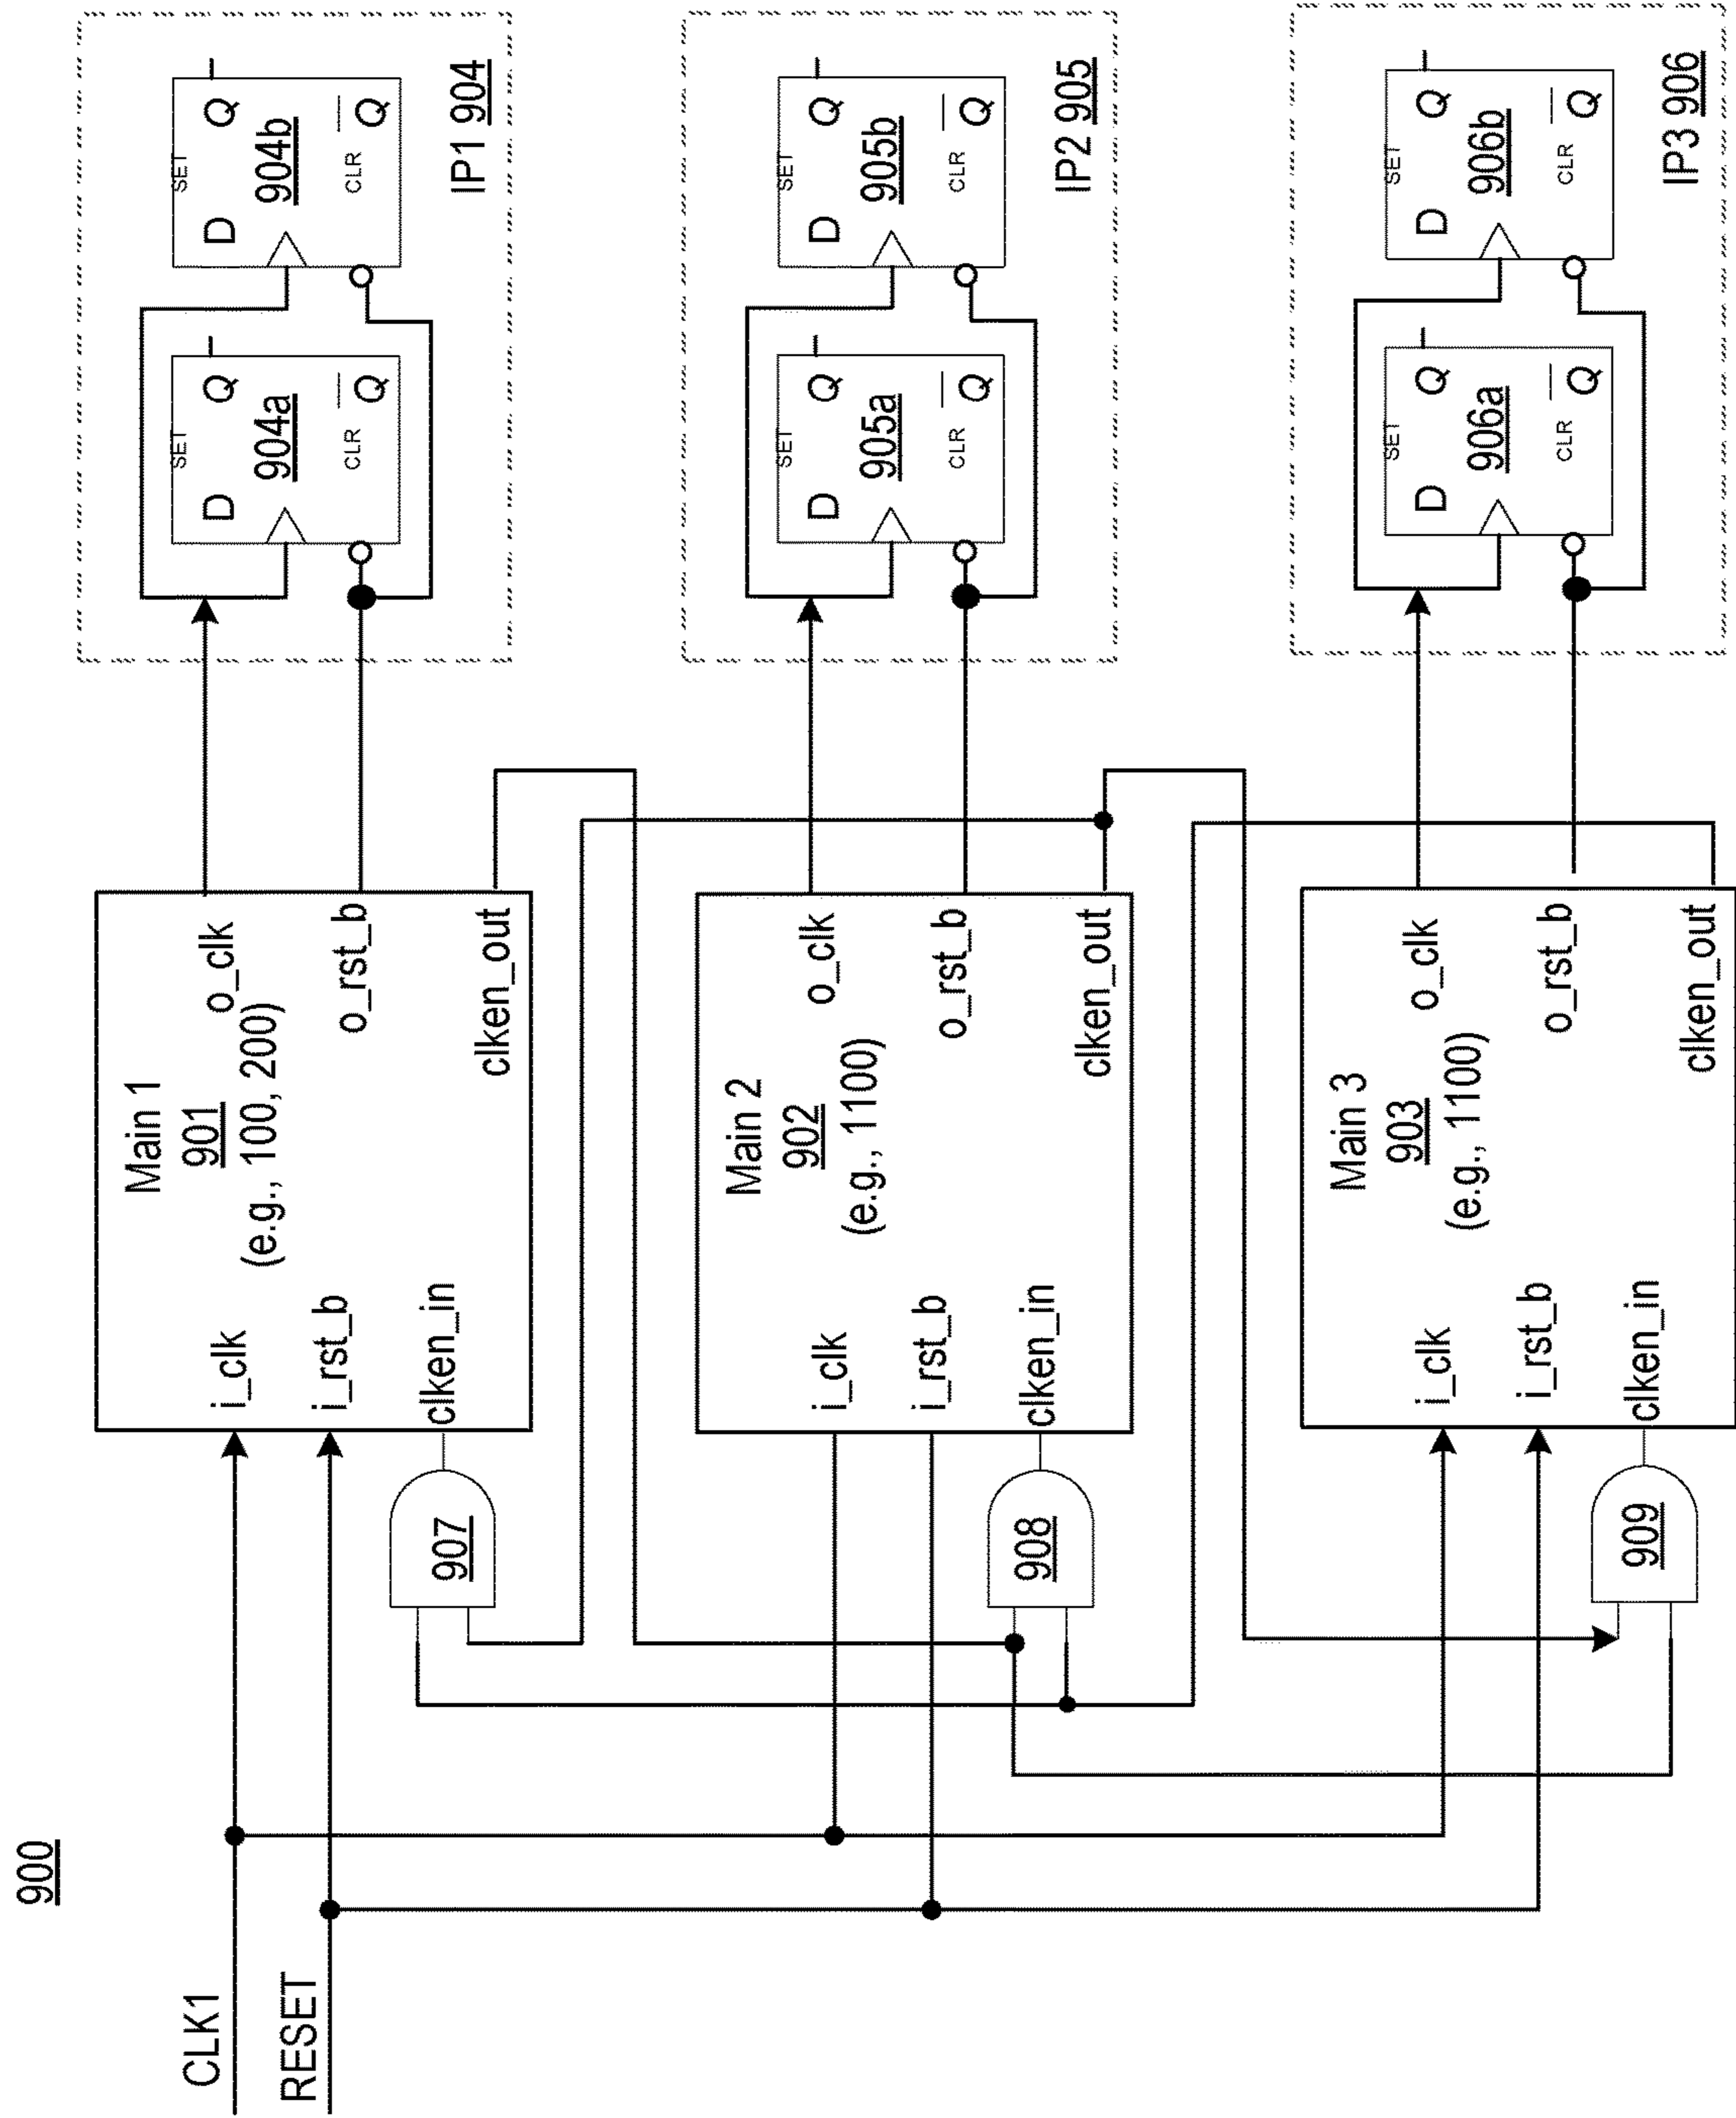 900
CLK1
RESET
Main 1
901
(e.g., 100, 200)
i_clk
i_rst_b
clken_in
o_clk
o_rst_b
clken_out
907
SET
D
Q
904a
CLR
Q
SET
D
Q
904b
CLR
Q
IP1 904
Main 2
902
(e.g., 1100)
i_clk
i_rst_b
clken_in
o_clk
o_rst_b
clken_out
908
SET
D
Q
905a
CLR
Q
SET
D
Q
905b
CLR
Q
IP2 905
Main 3
903
(e.g., 1100)
i_clk
i_rst_b
clken_in
o_clk
o_rst_b
clken_out
909
SET
D
Q
906a
CLR
Q
SET
D
Q
906b
CLR
Q
IP3 906